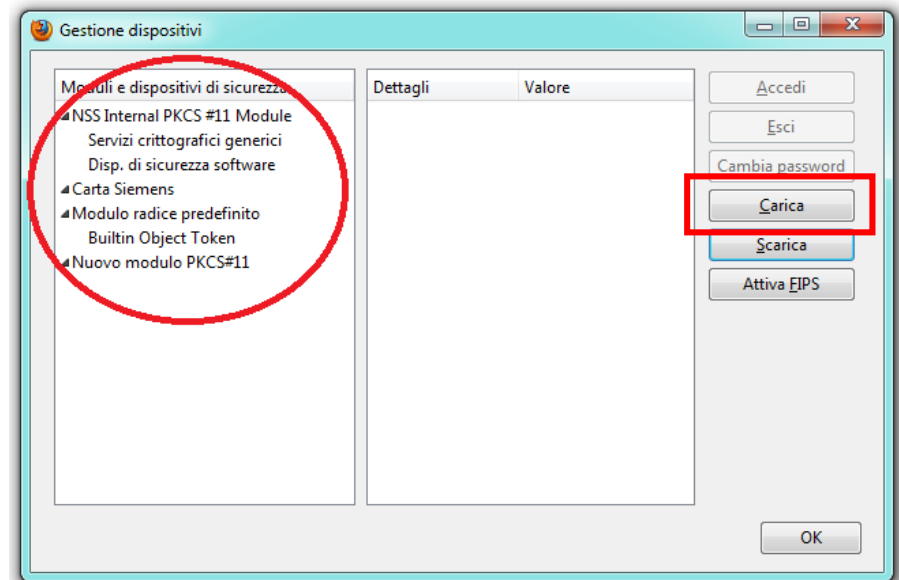 Gestione dispositivi
Moduli e dispositivi di sicurezza
Dettagli
Valore
NSS Internal PKCS #11 Module
Servizi crittografici generici
Disp. di sicurezza software
Carta Siemens
Modulo radice predefinito
Builtin Object Token
Nuovo modulo PKCS#11
Accedi
Esci
Cambia password
Carica
Scarica
Attiva FIPS
OK